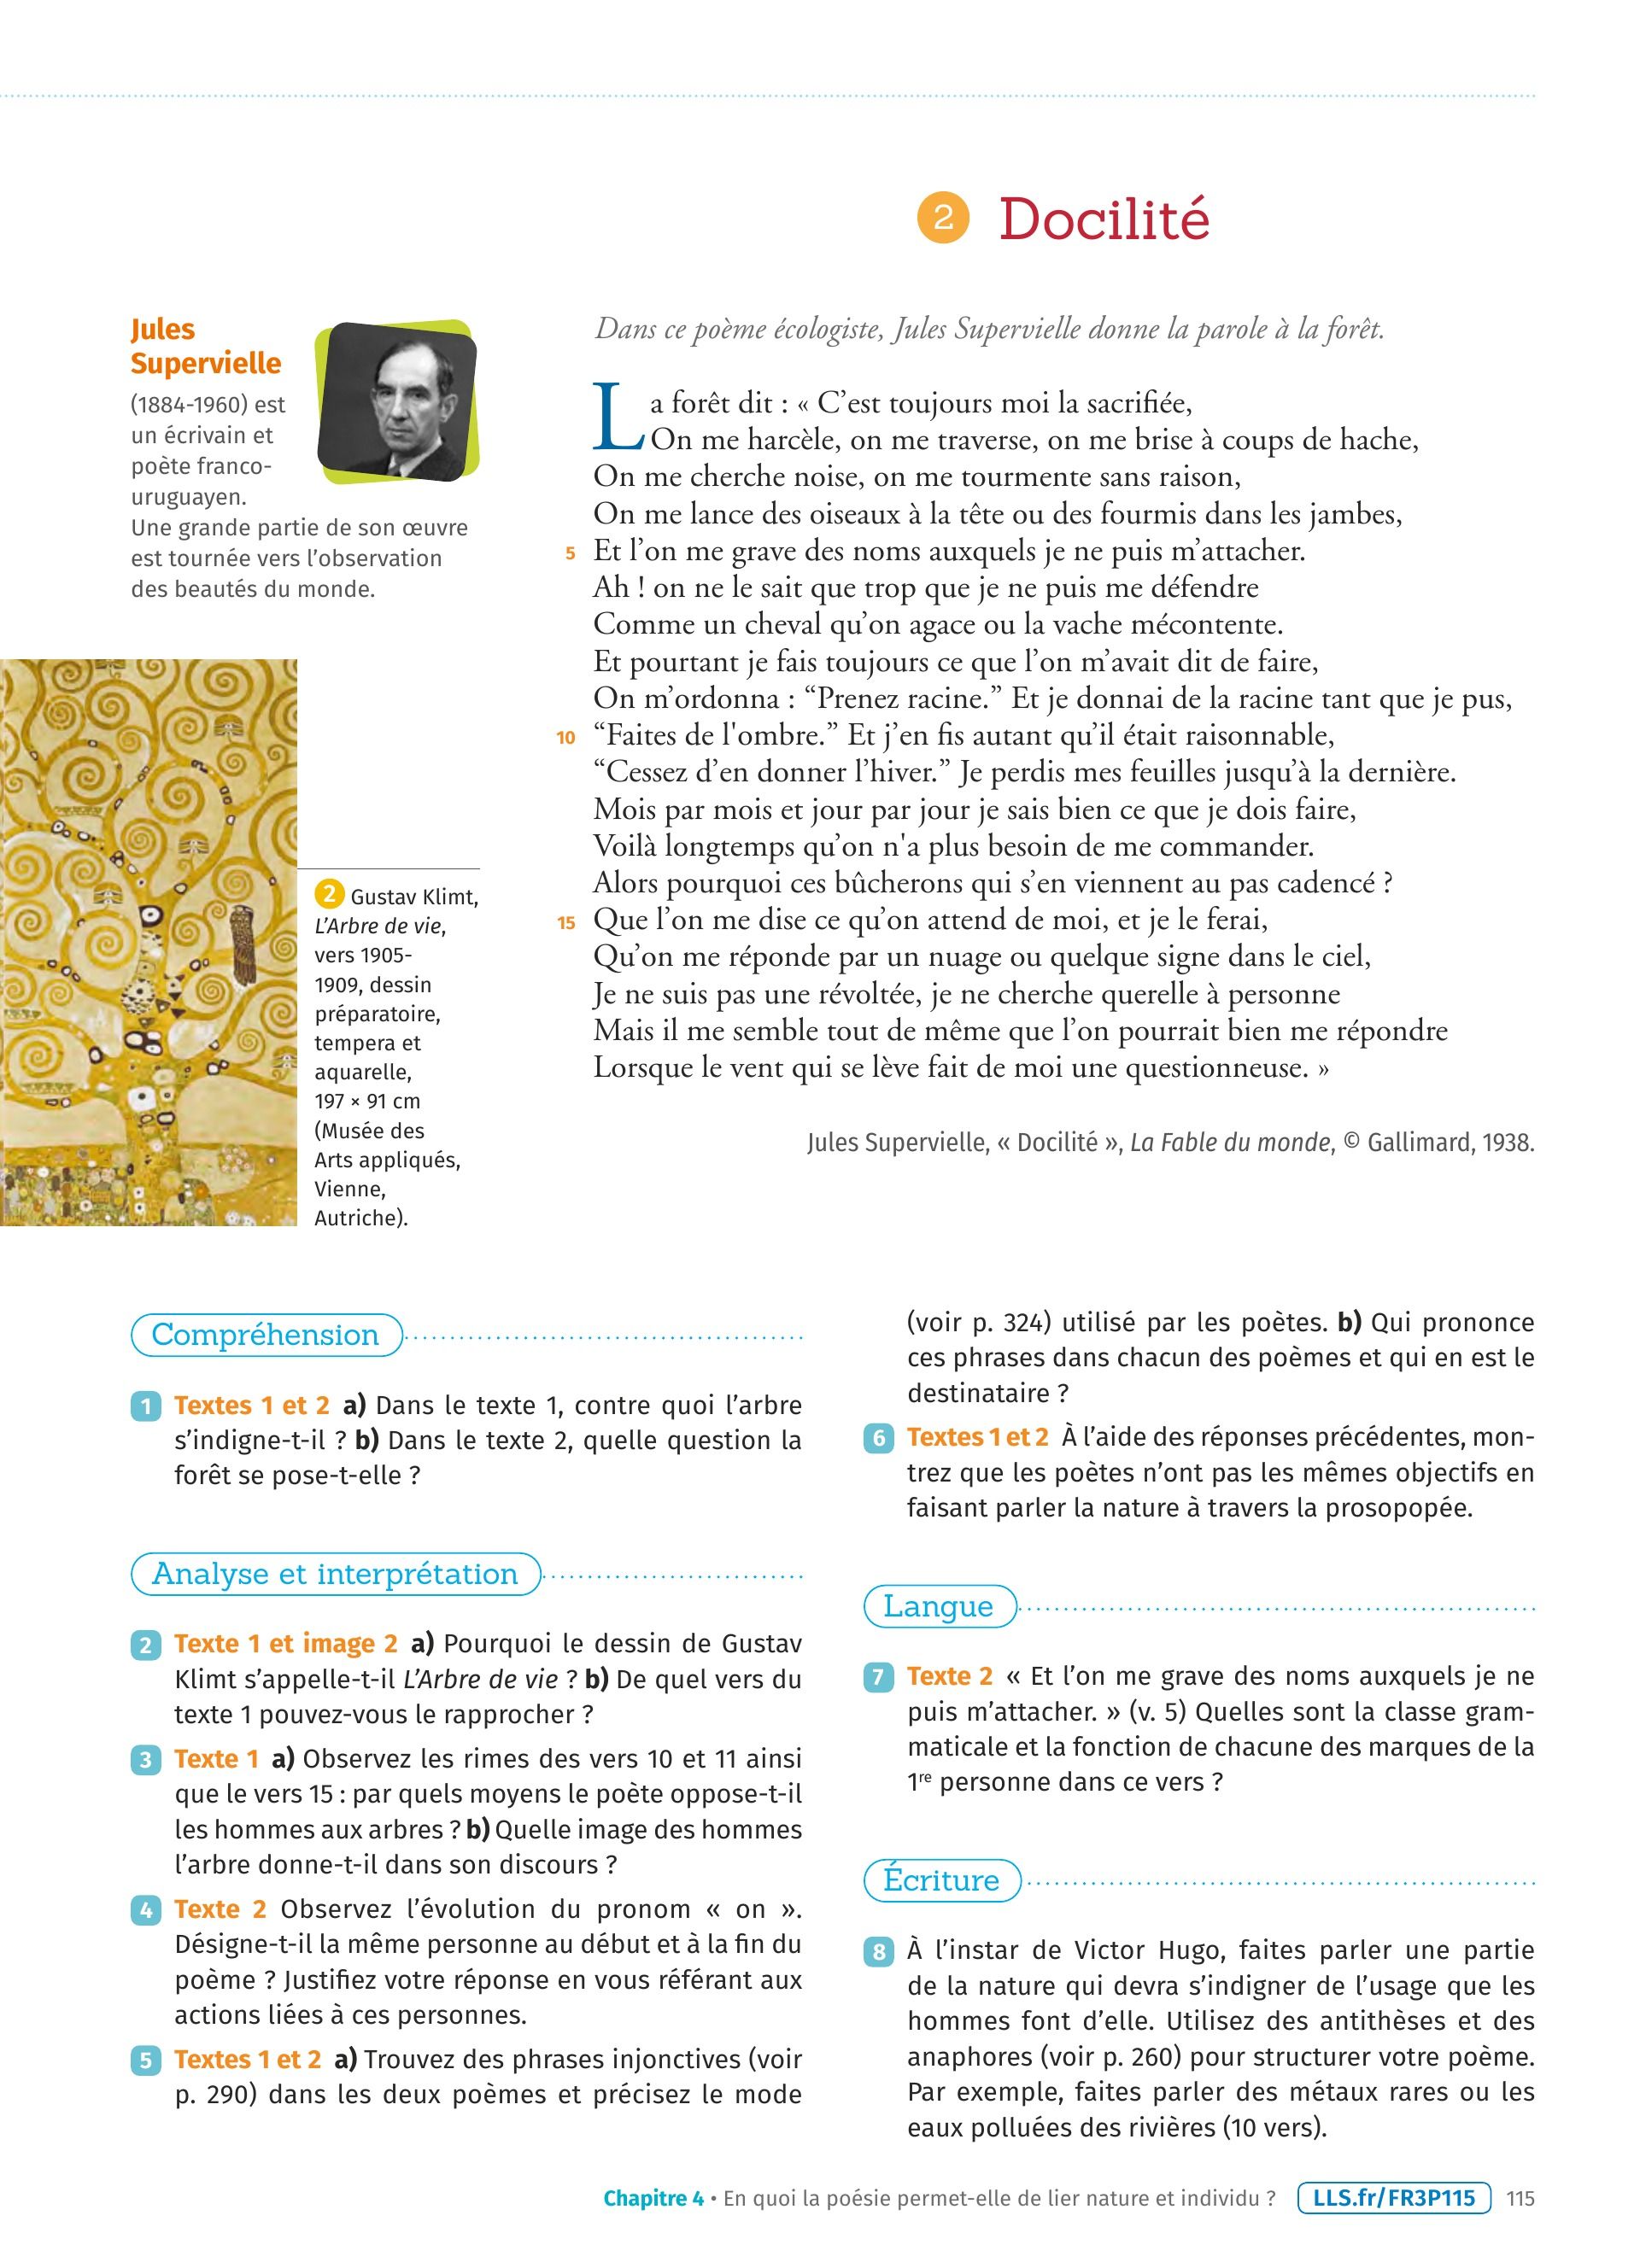 2 Docilité
Jules
Supervielle
(1884-1960) est
un écrivain et
poète franco-
uruguayen.
Une grande partie de son œuvre
est tournée vers l’observation
des beautés du monde.
Dans ce poème écologiste, Jules Supervielle donne la parole à la forêt.
La forêt dit : « C’est toujours moi la sacrifiée,
On me harcèle, on me traverse, on me brise à coups de hache,
On me cherche noise, on me tourmente sans raison,
On me lance des oiseaux à la tête ou des fourmis dans les jambes,
5 Et l’on me grave des noms auxquels je ne puis m’attacher.
Ah ! on ne le sait que trop que je ne puis me défendre
Comme un cheval qu’on agace ou la vache mécontente.
Et pourtant je fais toujours ce que l’on m’avait dit de faire,
On m’ordonna : “Prenez racine.” Et je donnai de la racine tant que je pus,
10 “Faites de l'ombre.” Et j’en fis autant qu’il était raisonnable,
“Cessez d’en donner l’hiver.” Je perdis mes feuilles jusqu’à la dernière.
Mois par mois et jour par jour je sais bien ce que je dois faire,
Voilà longtemps qu’on n'a plus besoin de me commander.
Alors pourquoi ces bûcherons qui s’en viennent au pas cadencé ?
15 Que l’on me dise ce qu’on attend de moi, et je le ferai,
Qu’on me réponde par un nuage ou quelque signe dans le ciel,
Je ne suis pas une révoltée, je ne cherche querelle à personne
Mais il me semble tout de même que l’on pourrait bien me répondre
Lorsque le vent qui se lève fait de moi une questionneuse. »
Jules Supervielle, « Docilité », La Fable du monde, © Gallimard, 1938.
2 Gustav Klimt,
L’Arbre de vie,
vers 1905-
1909, dessin
préparatoire,
tempera et
aquarelle,
197 × 91 cm
(Musée des
Arts appliqués,
Vienne,
Autriche).
Compréhension
1 Textes 1 et 2 a) Dans le texte 1, contre quoi l’arbre
s’indigne-t-il ? b) Dans le texte 2, quelle question la
forêt se pose-t-elle ?
Analyse et interprétation
2 Texte 1 et image 2 a) Pourquoi le dessin de Gustav
Klimt s’appelle-t-il L’Arbre de vie ? b) De quel vers du
texte 1 pouvez-vous le rapprocher ?
3 Texte 1 a) Observez les rimes des vers 10 et 11 ainsi
que le vers 15 : par quels moyens le poète oppose-t-il
les hommes aux arbres ? b) Quelle image des hommes
l’arbre donne-t-il dans son discours ?
4 Texte 2 Observez l’évolution du pronom « on ».
Désigne-t-il la même personne au début et à la fin du
poème ? Justifiez votre réponse en vous référant aux
actions liées à ces personnes.
5 Textes 1 et 2 a) Trouvez des phrases injonctives (voir
p. 290) dans les deux poèmes et précisez le mode
(voir p. 324) utilisé par les poètes. b) Qui prononce
ces phrases dans chacun des poèmes et qui en est le
destinataire ?
6 Textes 1 et 2 À l’aide des réponses précédentes, mon-
trez que les poètes n’ont pas les mêmes objectifs en
faisant parler la nature à travers la prosopopée.
Langue
7 Texte 2 « Et l’on me grave des noms auxquels je ne
puis m’attacher. » (v. 5) Quelles sont la classe gram-
maticale et la fonction de chacune des marques de la
1re personne dans ce vers ?
Écriture
8 À l’instar de Victor Hugo, faites parler une partie
de la nature qui devra s’indigner de l’usage que les
hommes font d’elle. Utilisez des antithèses et des
anaphores (voir p. 260) pour structurer votre poème.
Par exemple, faites parler des métaux rares ou les
eaux polluées des rivières (10 vers).
Chapitre 4 • En quoi la poésie permet-elle de lier nature et individu ? LLS.fr/FR3P115 115